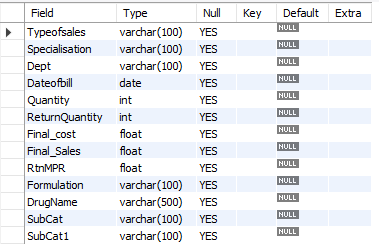 Field Type Null Key Default Extra
Typeofsales varchar(100) YES NULL
Specialisation varchar(100) YES NULL
Dept varchar(100) YES NULL
Dateofbill date YES NULL
Quantity int YES NULL
ReturnQuantity int YES NULL
Final_cost float YES NULL
Final_Sales float YES NULL
RtnMPR float YES NULL
Formulation varchar(100) YES NULL
DrugName varchar(500) YES NULL
SubCat varchar(100) YES NULL
SubCat1 varchar(100) YES NULL